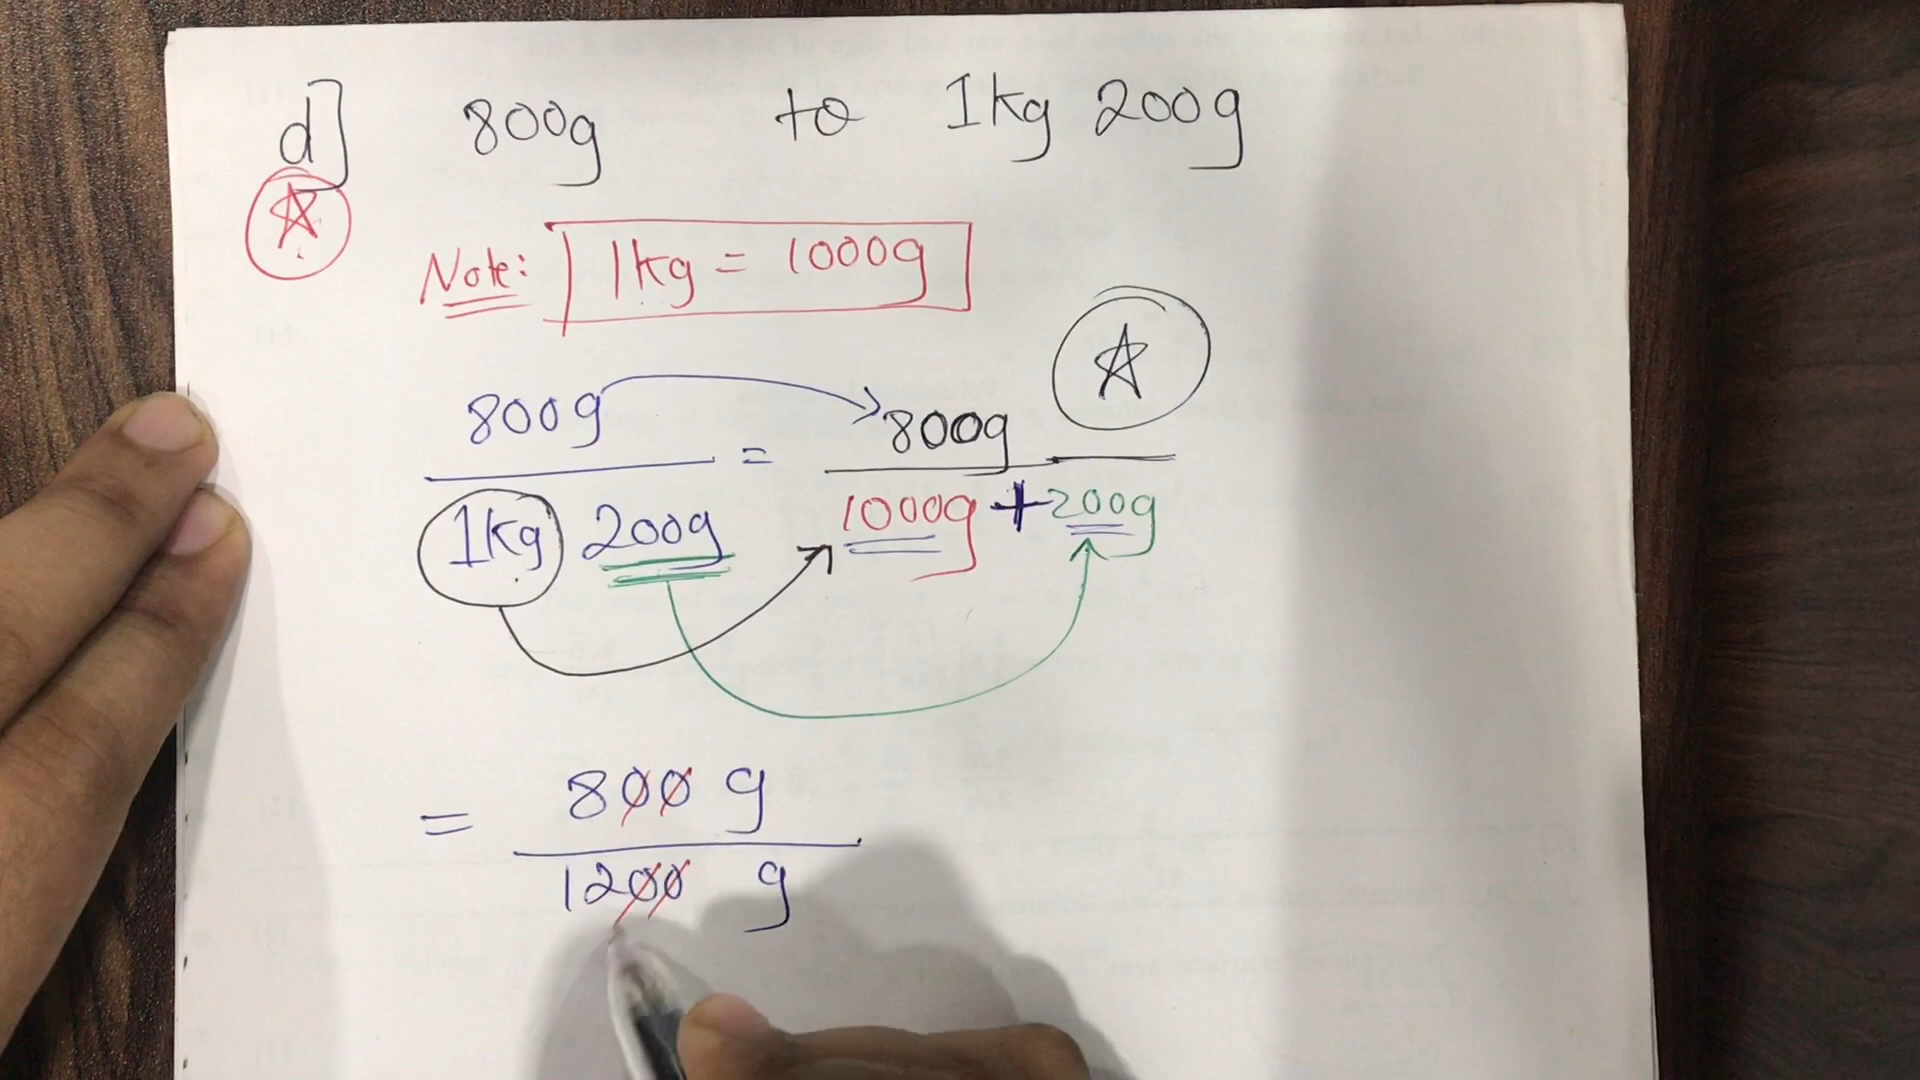 d] 800g to 1kg 200g
Note: 1kg = 1000g
800g = 800g
1kg 200g 1000g + 200g
= 800 g
1200 g